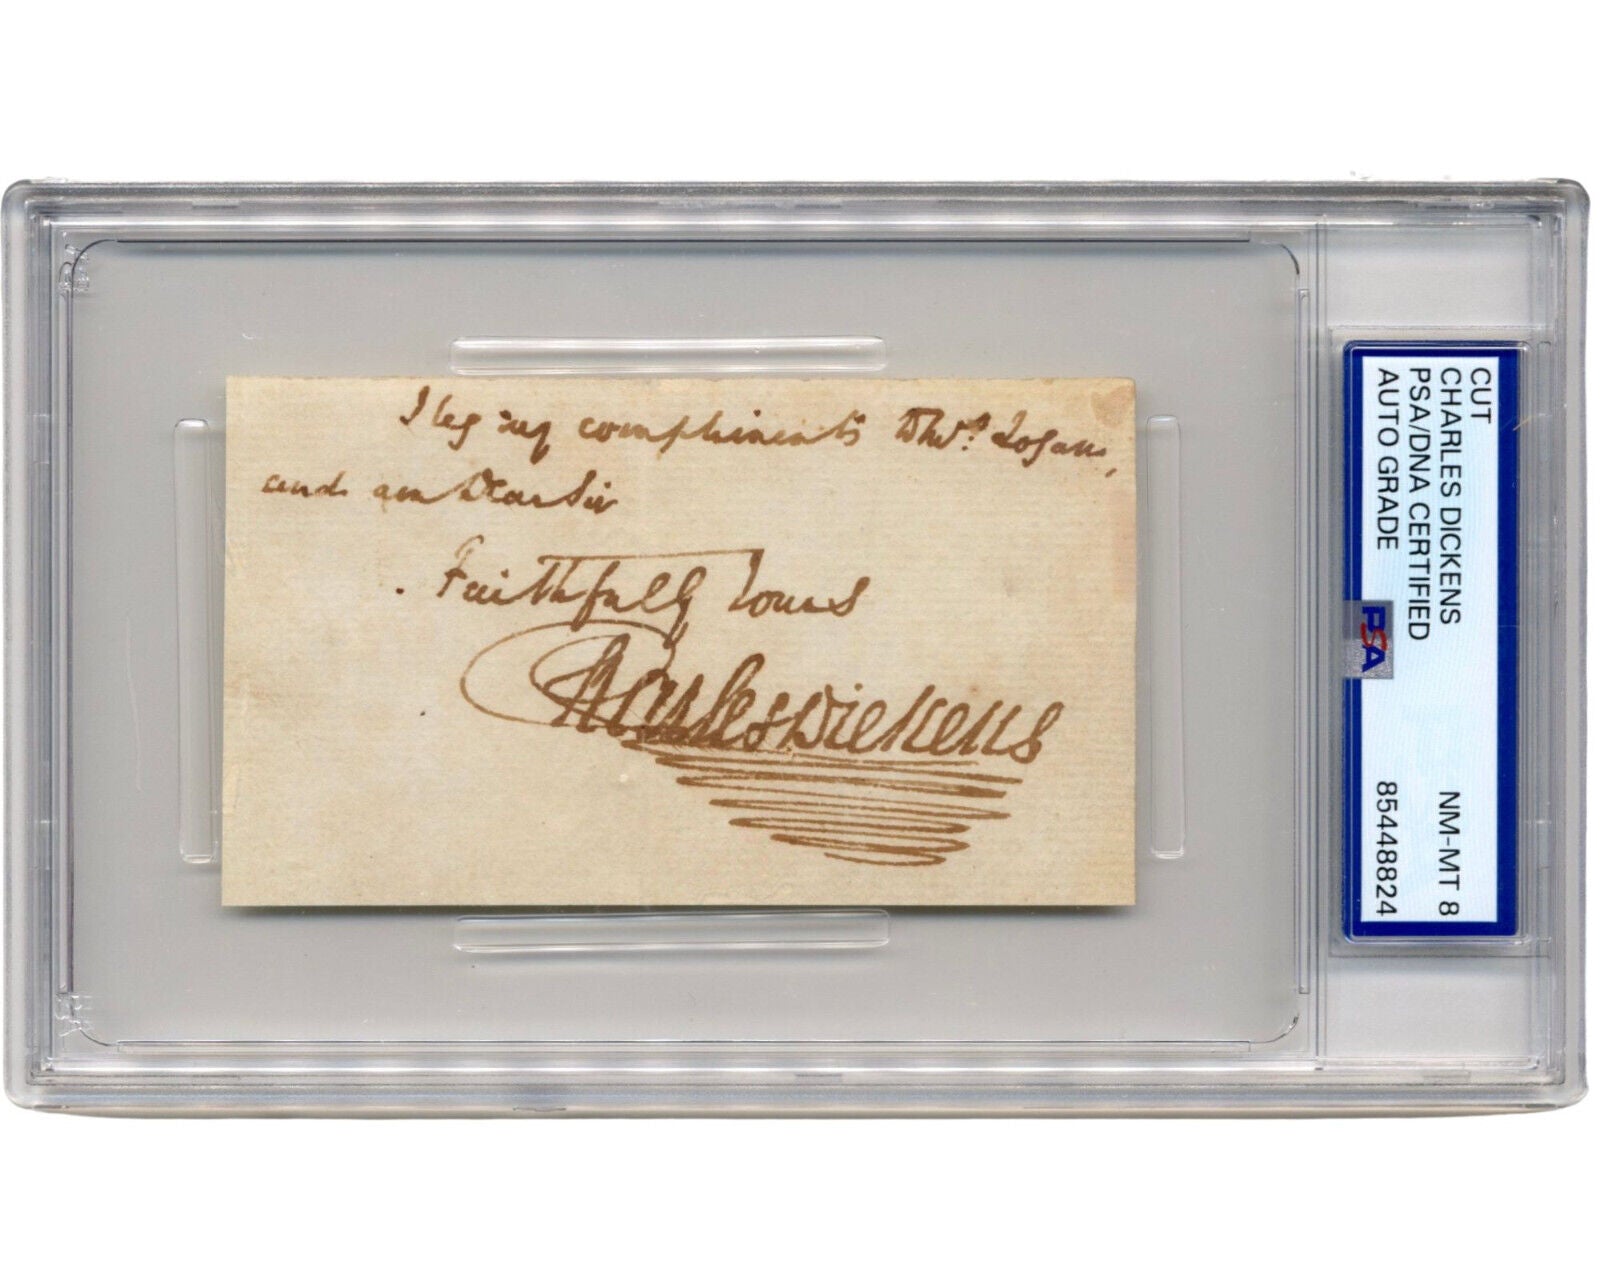 I beg my compliments to Mrs. Logan,
and am Dear Sir
Faithfully Yours
Charles Dickens
CUT
CHARLES DICKENS
PSA/DNA CERTIFIED
AUTO GRADE
NM-MT 8
85448824
PSA